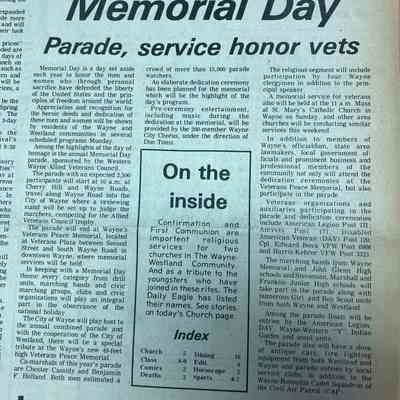 Memorial Day
Parade, service honor vets
Memorial Day is a day set aside
each year to honor the men and
women who through personal
sacrifice have defended the liberty
of the United States and the prin-
ciples of freedom around the world.
Appreciation and recognition for
the heroic deeds and dedication of
these men and women will be shown
by residents of the Wayne and
Westland communities in several
scheduled programs Monday.
Among the highlights of the day of
homage is the annual Memorial Day
parade, sponsored by the Western
Wayne Allied Veterans Council.
The parade with an expected 2,500
participants will start at 10 a.m. at
Cherry Hill and Wayne Roads,
travel along Wayne Road into the
City of Wayne where a reviewing
stand will be set up to judge the
marchers, competing for the Allied
Veterans Council trophy.
The parade will end at Wayne's
Veterans Peace Memorial, located
at Veterans Plaza between Second
Street and South Wayne Road in
downtown Wayne, where memorial
services will be held.
In keeping with a Memorial Day
theme every category from drill
units, marching bands and civic
marching groups, clubs and civic
organizations will play an integral
part in the observance of the
national holiday.
The City of Wayne will play host to
the annual combined parade and
with the cooperation of the City of
Westland, there will be a special
tribute at the Wayne's new 49-foot
high Veterans Peace Memorial.
Co-marshals of this year's parade
are Chester Cassidy and Benjamin
F. Holland. Both men estimated a
crowd of more than 15,000 parade
watchers.
An elaborate dedication ceremony
has been planned for the memorial
which will be the highlight of the
day's program.
Pre-ceremony entertainment,
including music during the
dedication at the memorial, will be
provided by the 200-member Wayne
City Chorus, under the direction of
Don Toms.
On the
inside
Confirmation and
First Communion are
important religious
services for two
churches in The Wayne-
Westland Community.
And as a tribute to the
youngsters who have
joined in these rites, The
Daily Eagle has listed
their names. See stories
on today's Church page
Index
Church 5
Class 6-8
Comics 2
Deaths 2
Dining
Edit. 4
Horoscope 2
Sports
The religious segment will include
participation by four Wayne
clergymen in addition to the prin-
cipal speaker.
A memorial service for veterans
also will be held at the 11 a.m. Mass
at St. Mary's Catholic Church in
Wayne on Sunday, and other area
churches will be conducting similar
services this weekend.
In addition to members of
Wayne's officialdom, state area
lawmakers, local government of
locals and prominent business and
professional members of the
community not only will attend the
dedication ceremonies at the
Veterans Peace Memorial, but also
participate in the parade.
Veterans organizations and
auxiliaries participating in the
parade and dedication ceremonies
include American Legion Post 111,
Disabled
American Veteran (DAV) Post
Edward Bova VFW Post 9885
and Harris-Kehrer VFW Post 3323.
The marching bands from Wayne
Memorial and John Glenn High
schools and Stevenson, Marshall and
Franklin Junior High schools will
take part in the parade along with
numerous Girl and Boy Scout units
from both Wayne and Westland.
Among the parade floats will be
entries by the American Legion,
DAV, Wayne-Westland "Y" Indian
Guides and scout units.
The parade also will have a show
of antique cars, fire fighting
equipment from both Westland and
Wayne and parade entries by local
clubs. In addition to the
Wayne-Romulus Cadet Squadron of
the Civil Air Patrol